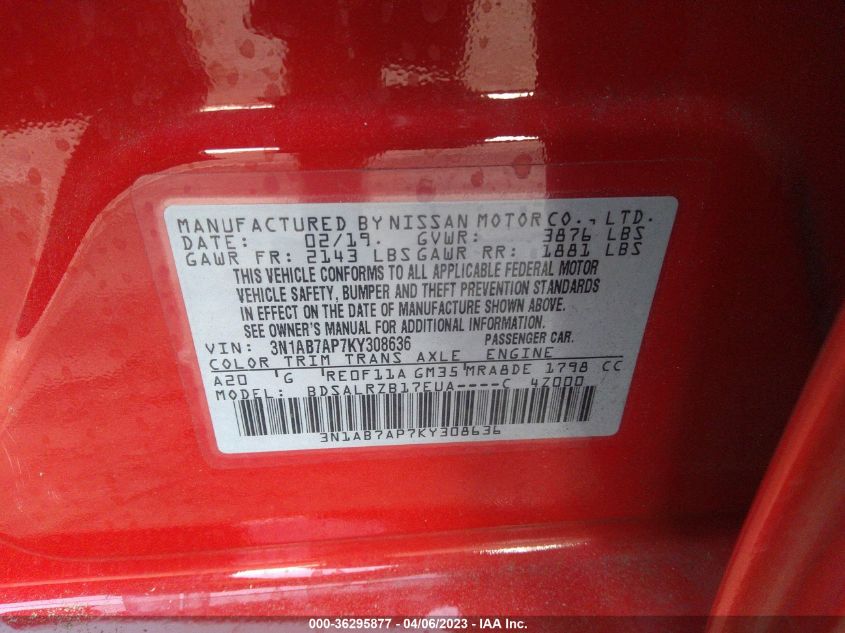 MANUFACTURED BY NISSAN MOTOR CO., LTD.
DATE: 02/19. GVWR: 3876 LBS
GAWR FR: 2143 LBS GAWR RR: 1881 LBS
THIS VEHICLE CONFORMS TO ALL APPLICABLE FEDERAL MOTOR
VEHICLE SAFETY, BUMPER AND THEFT PREVENTION STANDARDS
IN EFFECT ON THE DATE OF MANUFACTURE SHOWN ABOVE.
SEE OWNER'S MANUAL FOR ADDITIONAL INFORMATION.
VIN: 3N1AB7AP7KY308636 PASSENGER CAR.
COLOR TRIM TRANS AXLE ENGINE
A20 G RE0F11A GM35 MRA8DE 1798 CC
MODEL: BDSALRZB17EUA----C 47000
3N1AB7AP7KY308636
000-36295877 - 04/06/2023 - IAA Inc.